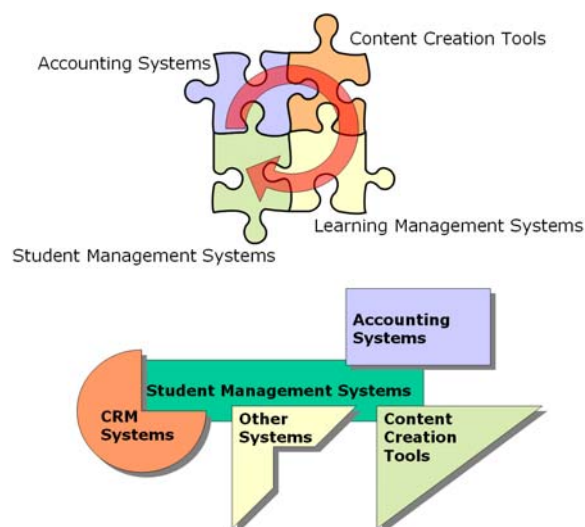 Content Creation Tools
Accounting Systems
Learning Management Systems
Student Management Systems
Accounting
Systems
Student Management Systems
CRM
Systems
Other
Systems
Content
Creation
Tools